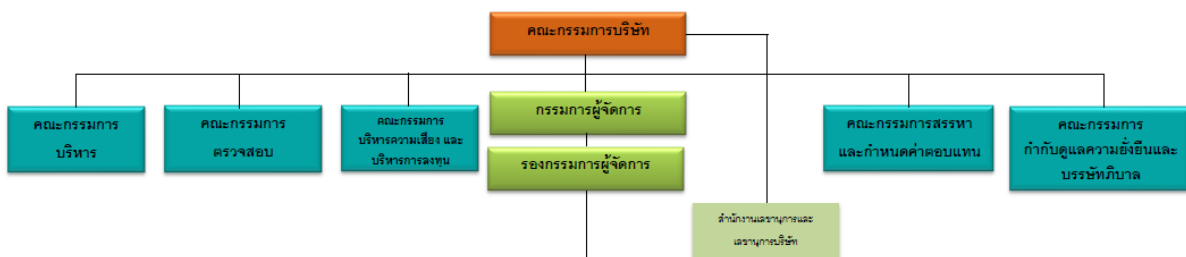 คณะกรรมการบริษัท
คณะกรรมการ
บริหาร
คณะกรรมการ
ตรวจสอบ
คณะกรรมการ
บริหารความเสี่ยง และ
บริหารการลงทุน
กรรมการผู้จัดการ
รองกรรมการผู้จัดการ
คณะกรรมการสรรหา
และกำหนดค่าตอบแทน
คณะกรรมการ
กำกับดูแลความยั่งยืนและ
บรรษัทภิบาล
สำนักงานเลขานุการและ
เลขานุการบริษัท